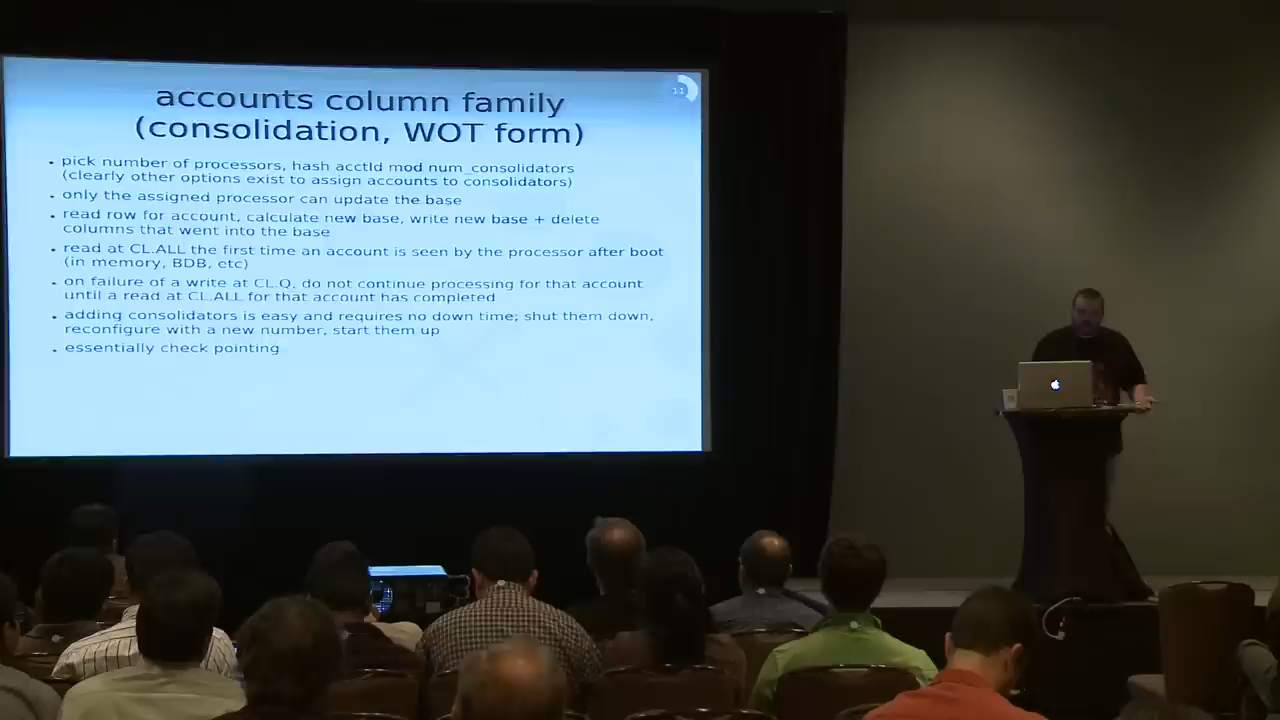 11
accounts column family
(consolidation, WOT form)
• pick number of processors, hash acctId mod num_consolidators
(clearly other options exist to assign accounts to consolidators)
• only the assigned processor can update the base
• read row for account, calculate new base, write new base + delete
columns that went into the base
• read at CL.ALL the first time an account is seen by the processor after boot
(in memory, BDB, etc)
• on failure of a write at CL.Q, do not continue processing for that account
until a read at CL.ALL for that account has completed
• adding consolidators is easy and requires no down time; shut them down,
reconfigure with a new number, start them up
• essentially check pointing